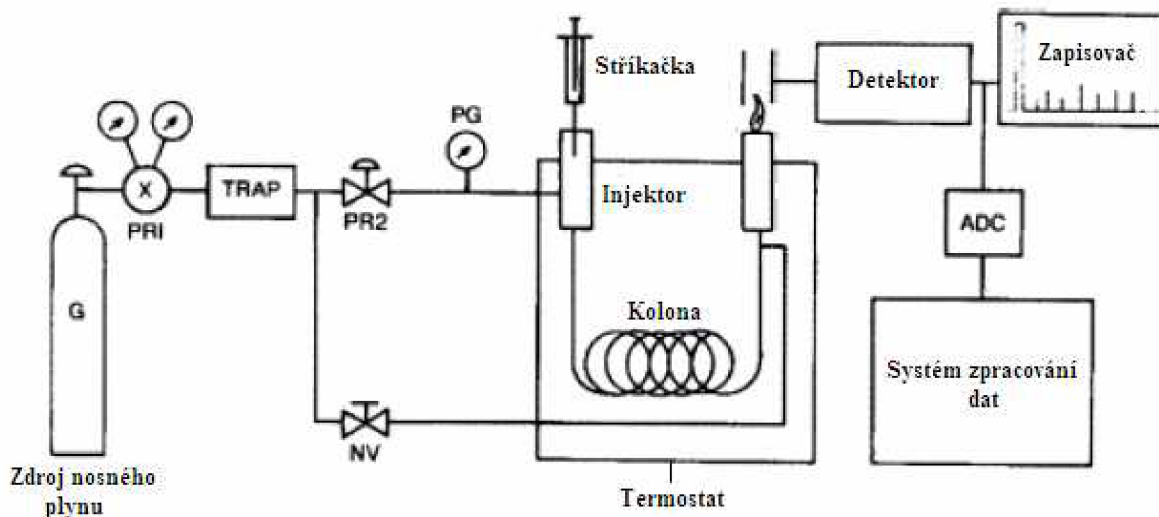 Stříkačka
Detektor
Zapisovač
PG
X
PRI
TRAP
PR2
Injektor
ADC
G
Kolona
Systém zpracování
dat
NV
Zdroj nosného
plynu
Termostat